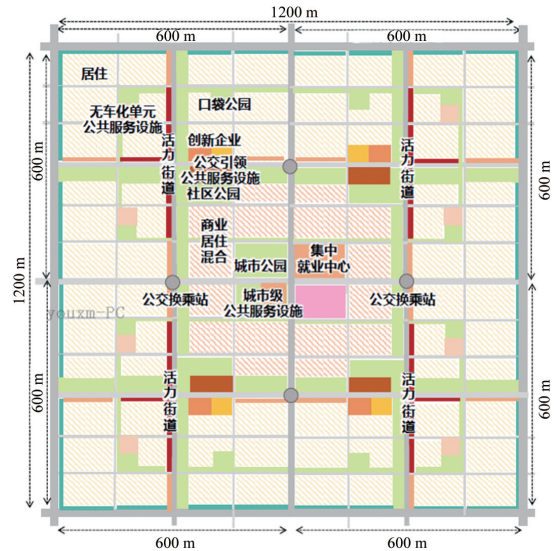 1200 m
600 m
600 m
居住
无车化单元
公共服务设施
口袋公园
活力街道
创新企业
公交引领
公共服务设施
社区公园
活力街道
600 m
1200 m
600 m
商业
居住
混合
城市公园
集中
就业中心
公交换乘站
城市级
公共服务设施
公交换乘站
youxm-PC
600 m
活力街道
活力街道
600 m
600 m
600 m